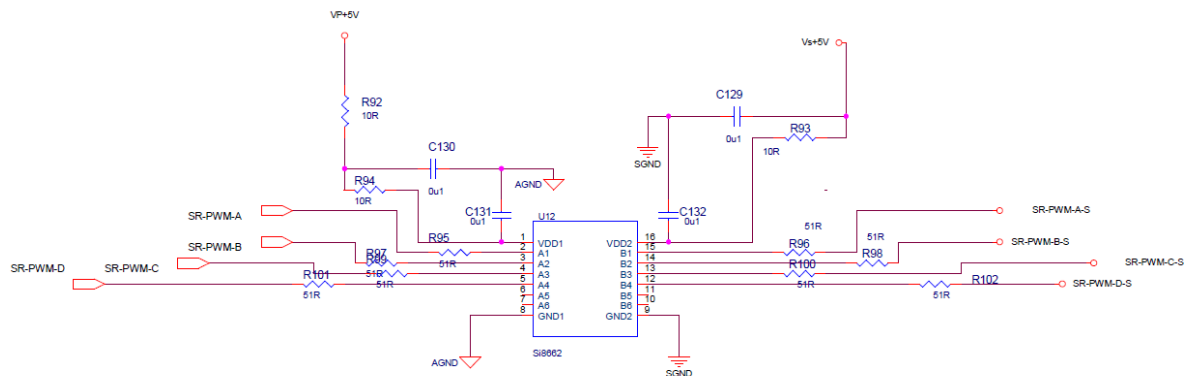 VP+5V
Vs+5V
C129
R92
10R
0u1
R93
10R
SGND
C130
R94
0u1
10R
AGND
C131
0u1
C132
0u1
SR-PWM-A
U12
51R
51R
SR-PWM-A-S
SR-PWM-B
R95
1 VDD1 VDD2 16
R96
SR-PWM-B-S
2 A1 B1 15
R97
51R
3 A2 B2 14
R98
SR-PWM-D
SR-PWM-C
R99
4 A3 B3 13
R100
SR-PWM-C-S
R101
51R
51R
5 A4 B4 12
51R
R102
SR-PWM-D-S
51R
6 A5 B5 11
51R
7 A6 B6 10
8 GND1 GND2 9
AGND
Si8662
SGND